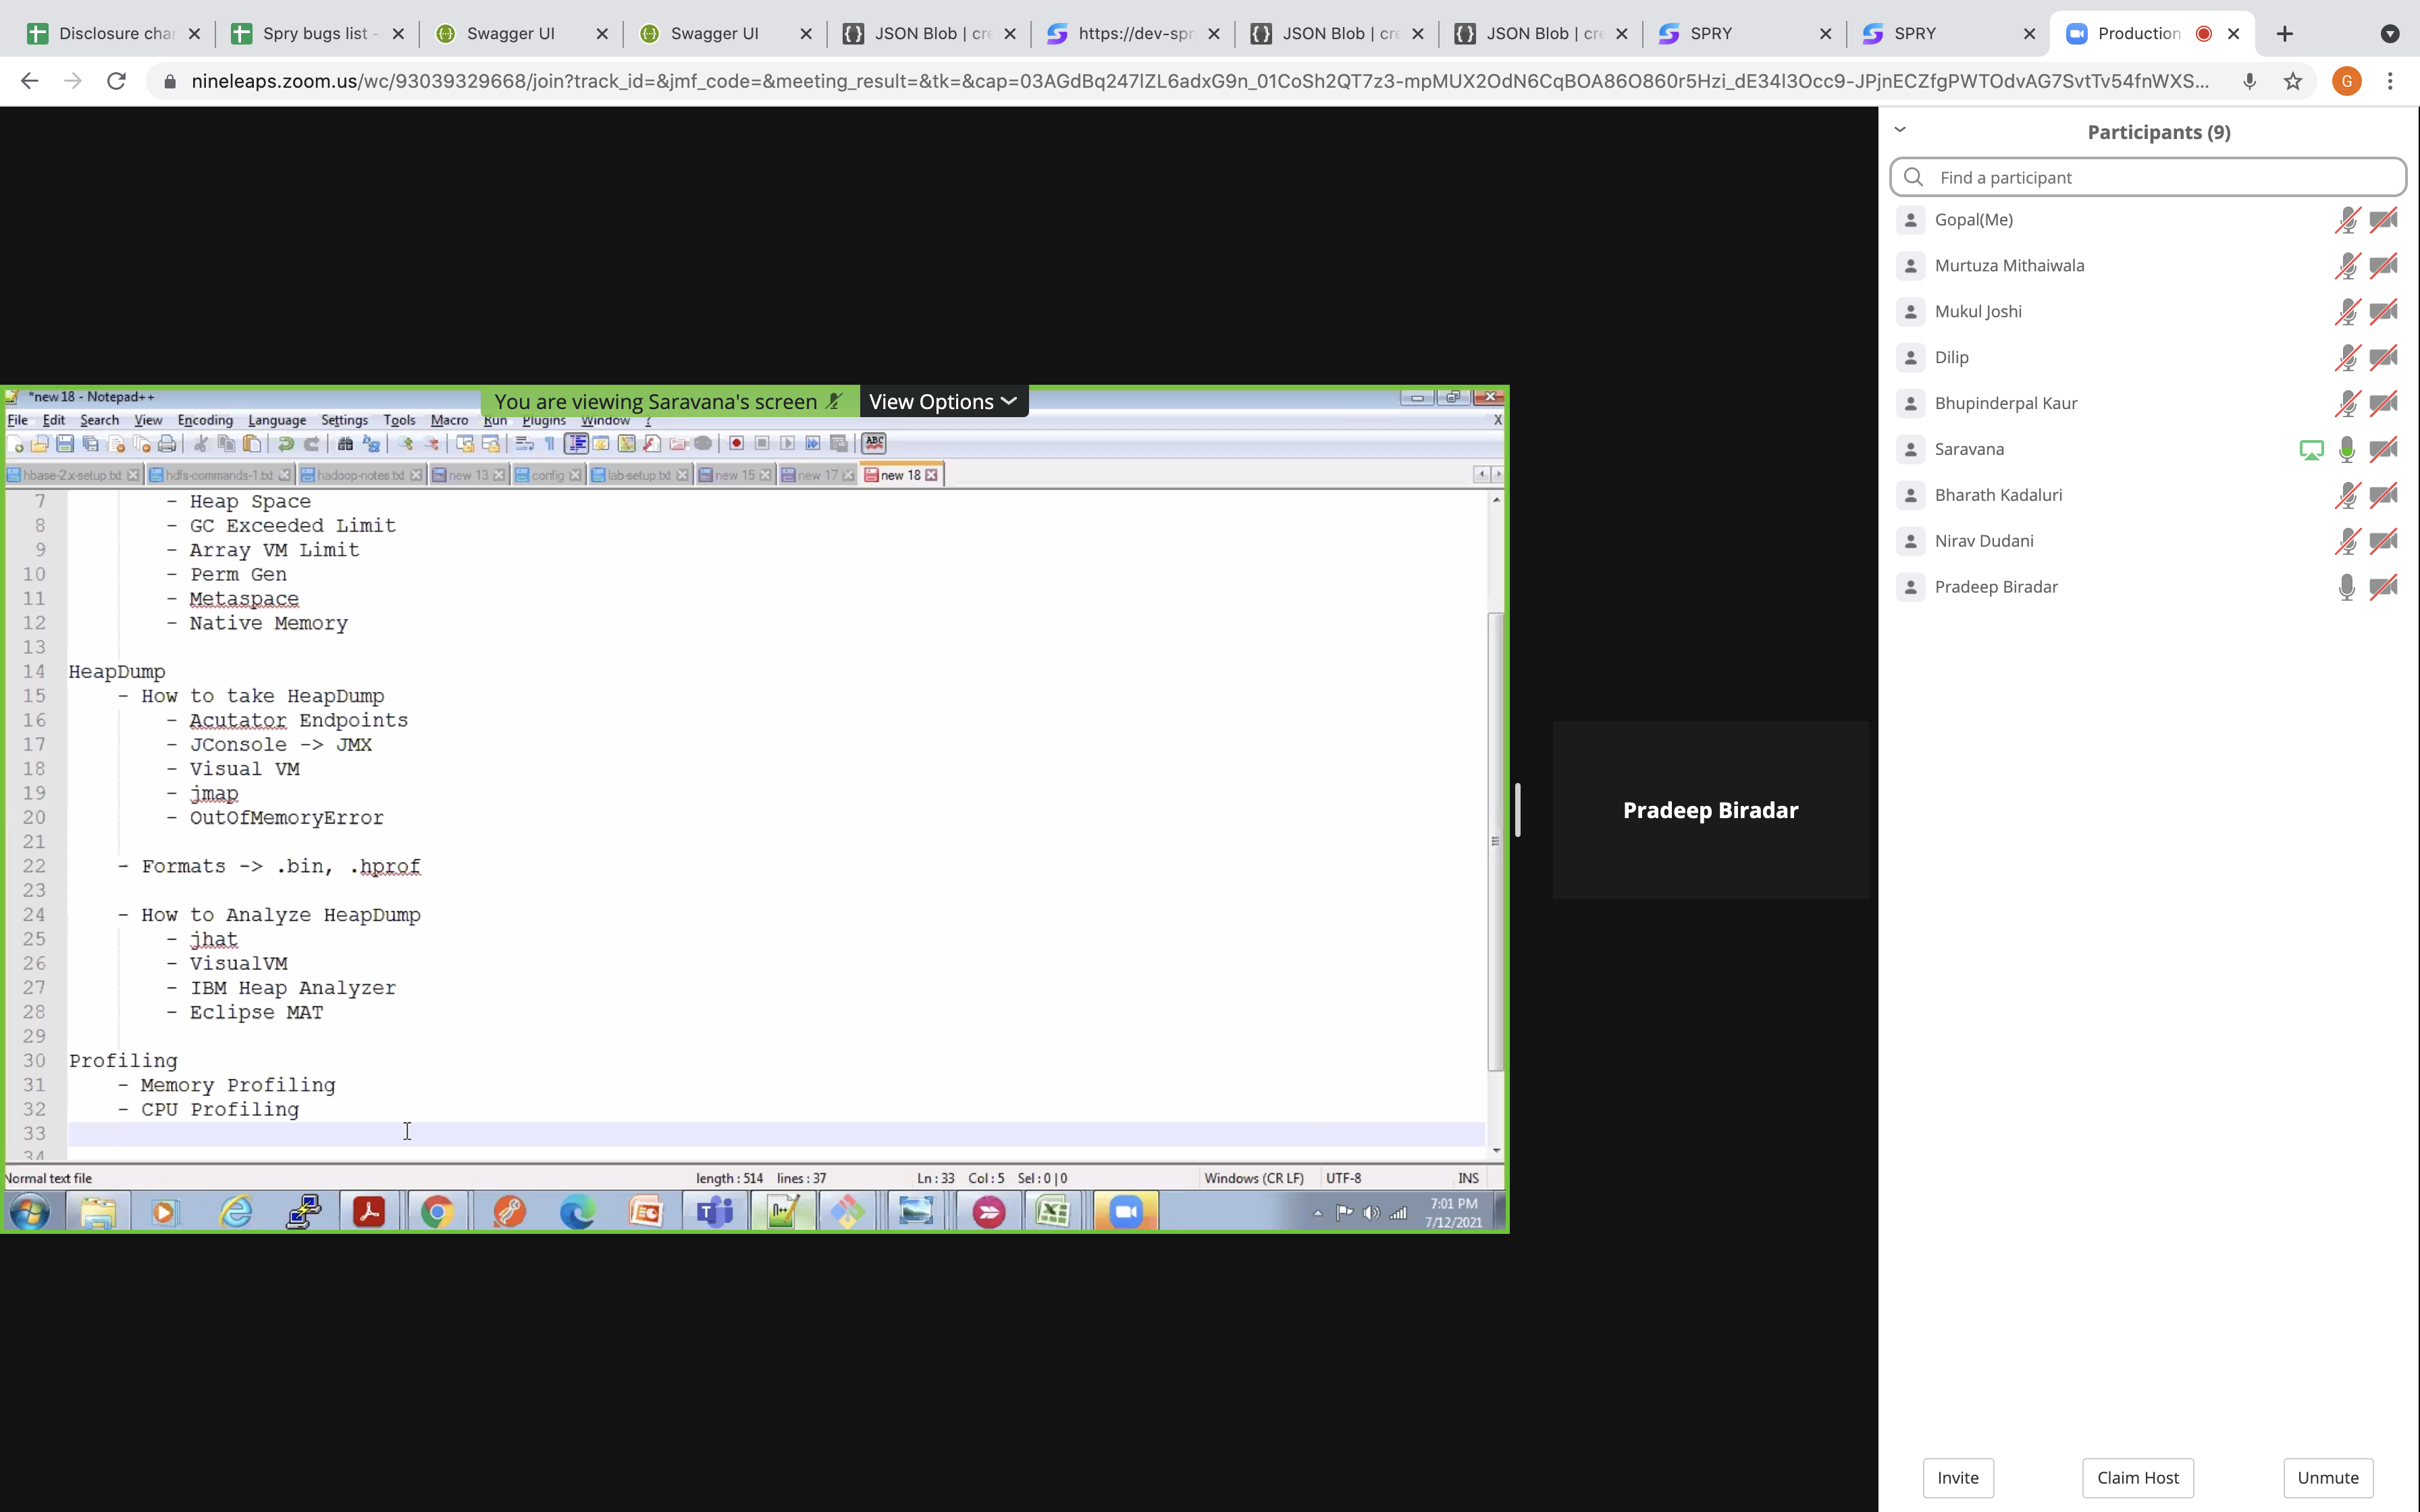 Disclosure char
Spry bugs list -
Swagger UI
Swagger UI
JSON Blob | cre
https://dev-spr
JSON Blob | cre
JSON Blob | cre
SPRY
SPRY
Production
nineleaps.zoom.us/wc/93039329668/join?track_id=&jmf_code=&meeting_result=&tk=&cap=03AGdBq247lZL6adxG9n_01CoSh2QT7z3-mpMUX2OdN6CqBOA86O860r5Hzi_dE34l3Occ9-JPjnECZfgPWTOdvAG7SvtTv54fnWXS...
G
Participants (9)
Find a participant
Gopal(Me)
Murtuza Mithaiwala
Mukul Joshi
Dilip
Bhupinderpal Kaur
Saravana
Bharath Kadaluri
Nirav Dudani
Pradeep Biradar
*new 18 - Notepad++
You are viewing Saravana's screen
View Options
File Edit Search View Encoding Language Settings Tools Macro Run Plugins Window ?
X
ABC
hbase-2.x-setup.txt hdfs-commands-1.txt hadoop-notes.txt new 13 config lab-setup.txt new 15 new 17 new 18
7 - Heap Space
8 - GC Exceeded Limit
9 - Array VM Limit
10 - Perm Gen
11 - Metaspace
12 - Native Memory
13
14 HeapDump
15 - How to take HeapDump
16 - Acutator Endpoints
17 - JConsole -> JMX
18 - Visual VM
19 - jmap
20 - OutOfMemoryError
21
22 - Formats -> .bin, .hprof
23
24 - How to Analyze HeapDump
25 - jhat
26 - VisualVM
27 - IBM Heap Analyzer
28 - Eclipse MAT
29
30 Profiling
31 - Memory Profiling
32 - CPU Profiling
33
34
Normal text file
length : 514 lines : 37
Ln : 33 Col : 5 Sel : 0 | 0
Windows (CR LF)
UTF-8
INS
7:01 PM
7/12/2021
Pradeep Biradar
Invite
Claim Host
Unmute